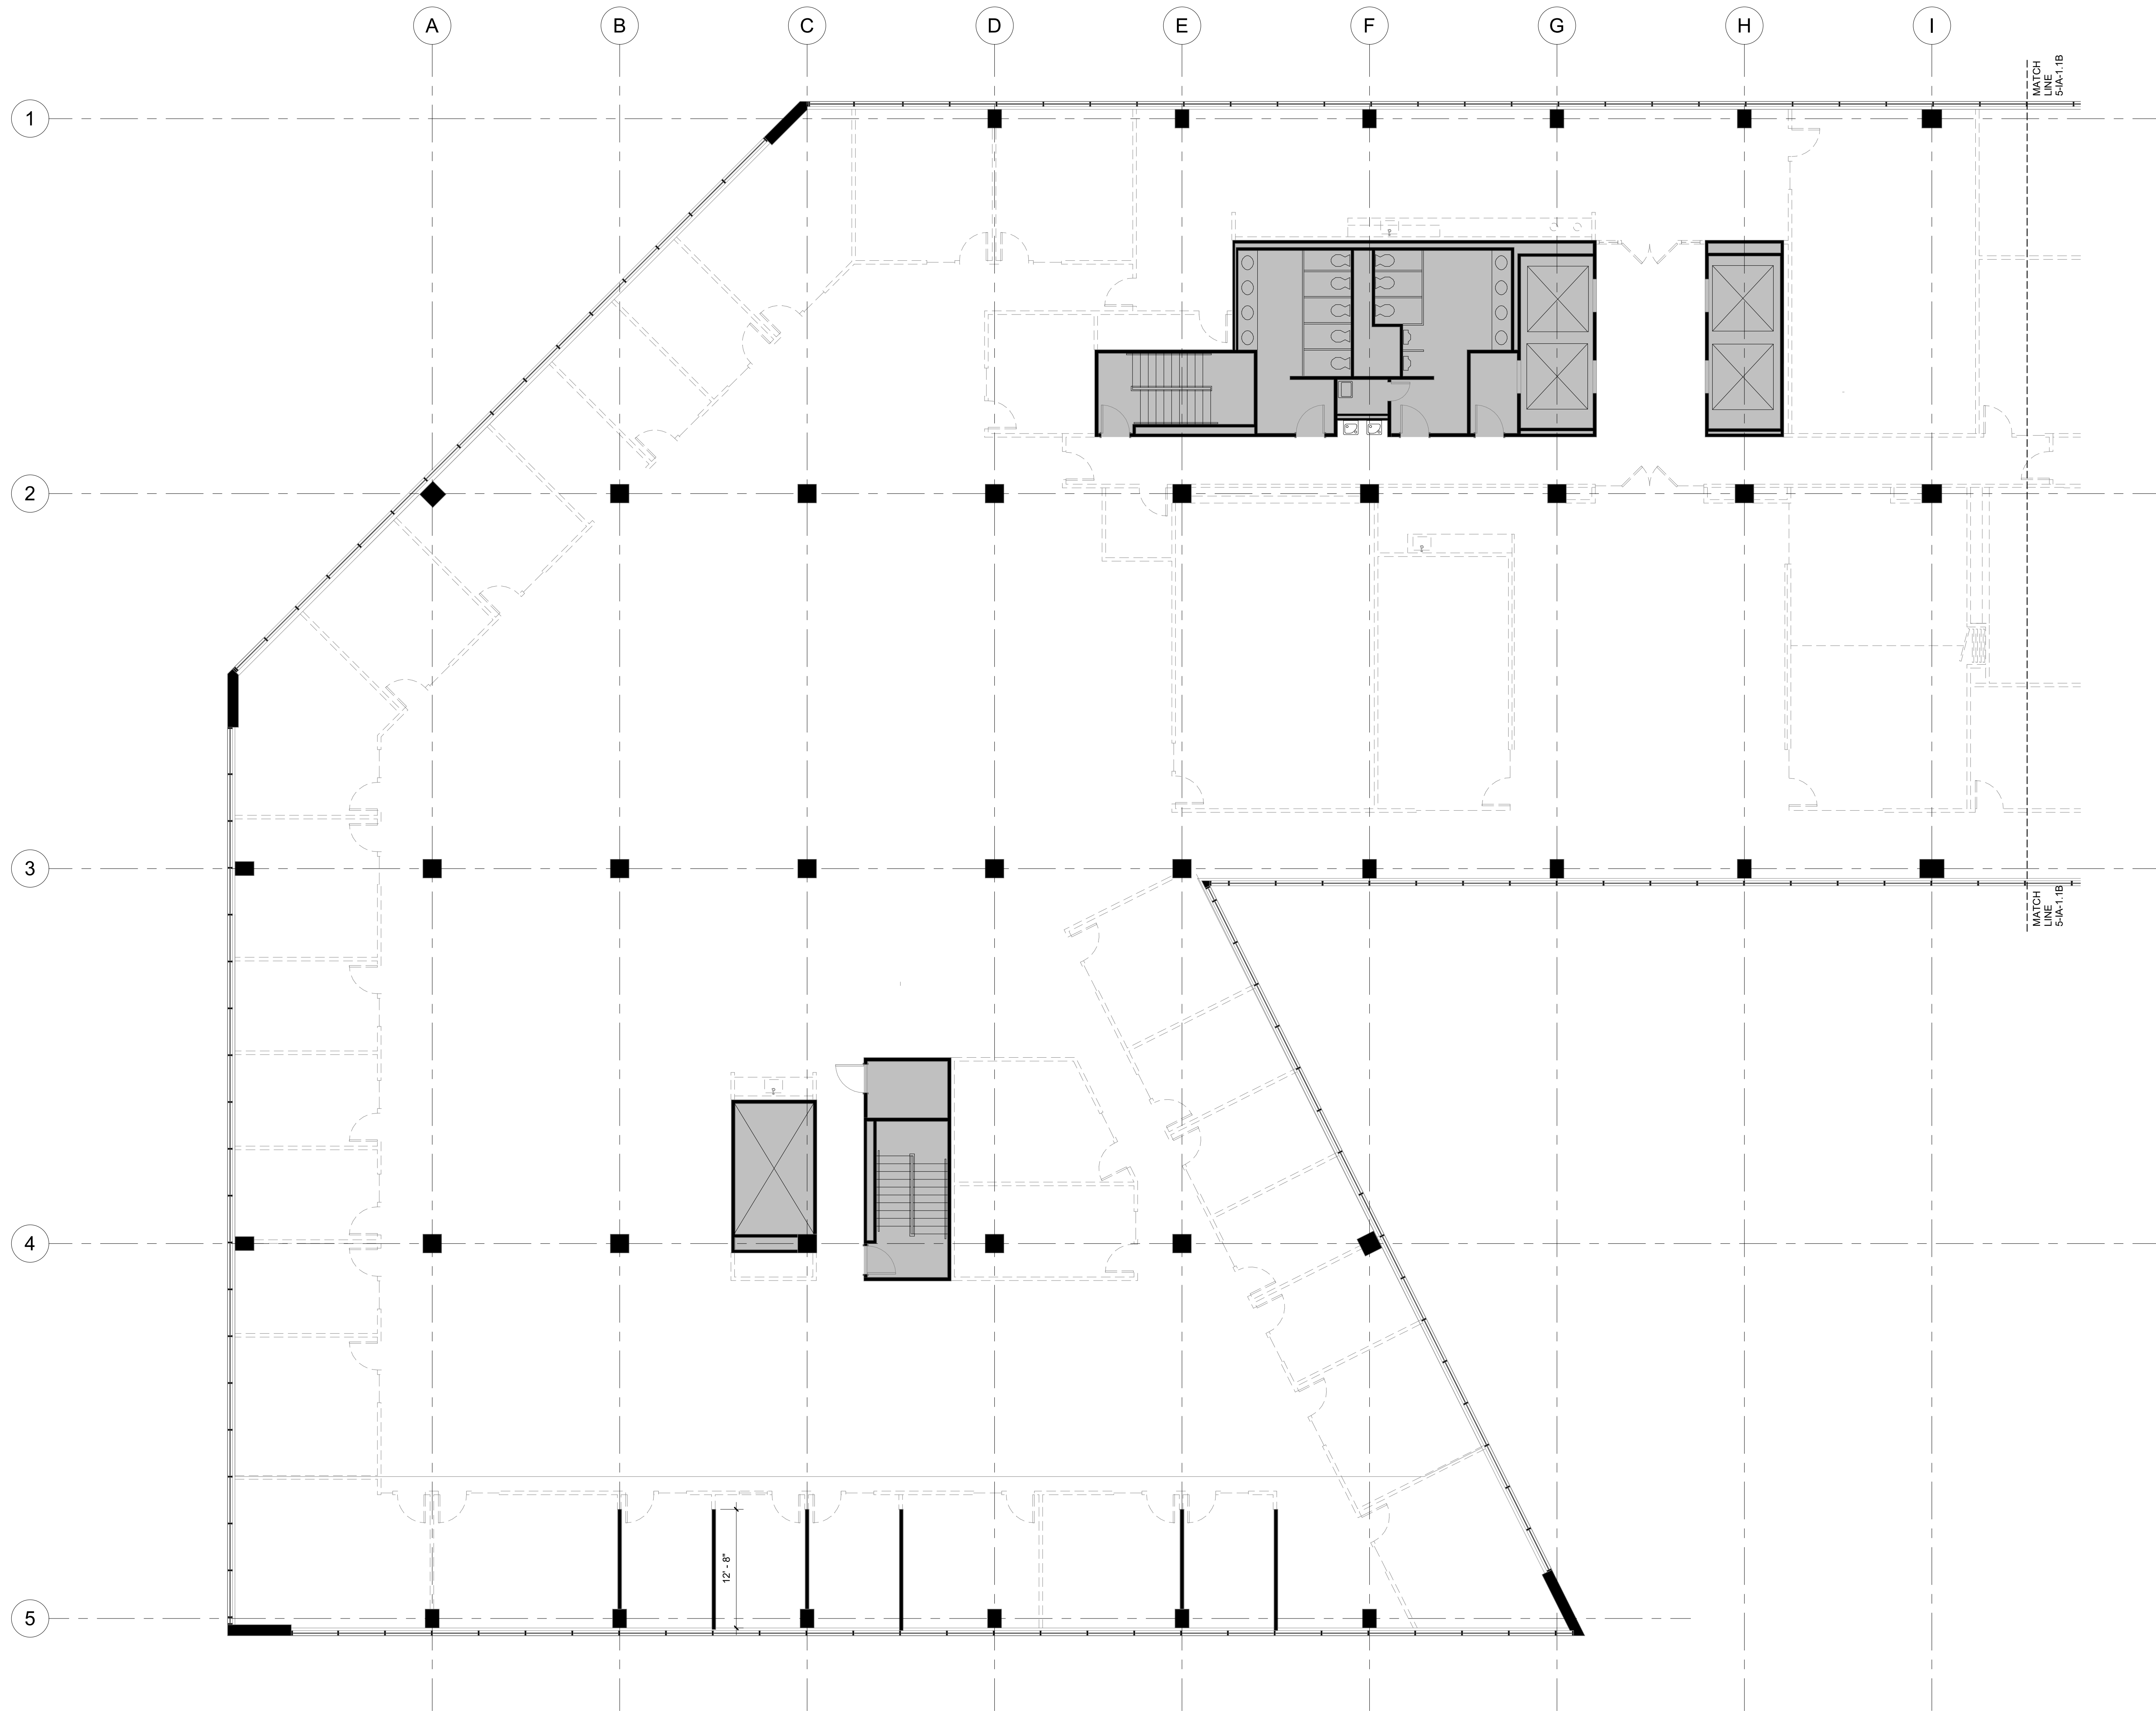 A B C D E F G H I
MATCH
LINE
5-IA-1.1B
1
2
3
MATCH
LINE
5-IA-1.1B
4
12' - 8"
5